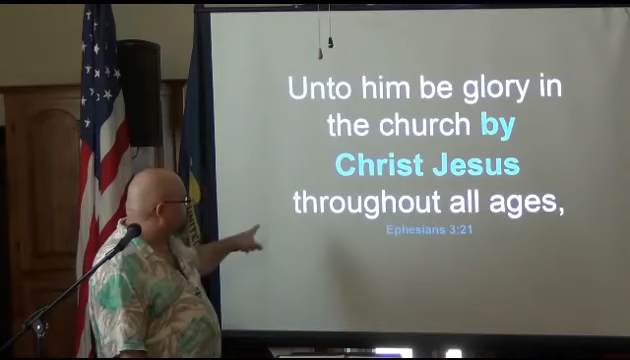 Unto him be glory in
the church by
Christ Jesus
throughout all ages,
Ephesians 3:21